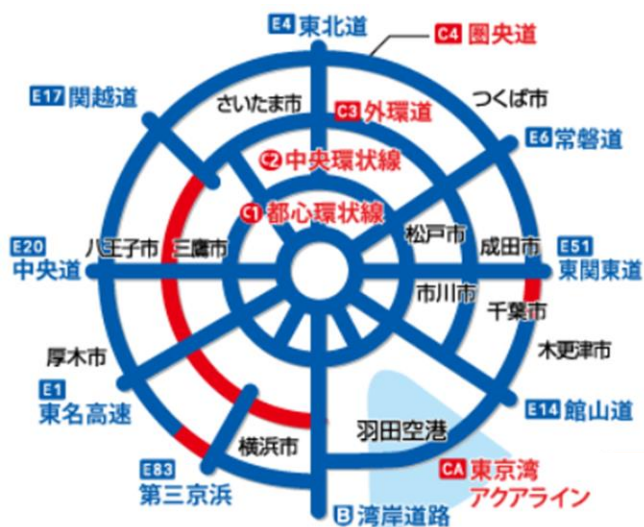 E4 東北道
C4 圏央道
E17 関越道
さいたま市
C3 外環道
つくば市
E6 常磐道
C2 中央環状線
C1 都心環状線
松戸市
成田市
E20
中央道
八王子市
三鷹市
E51
東関東道
市川市
千葉市
厚木市
木更津市
E1
東名高速
横浜市
羽田空港
E14 館山道
E83
第三京浜
CA 東京湾
アクアライン
B 湾岸道路